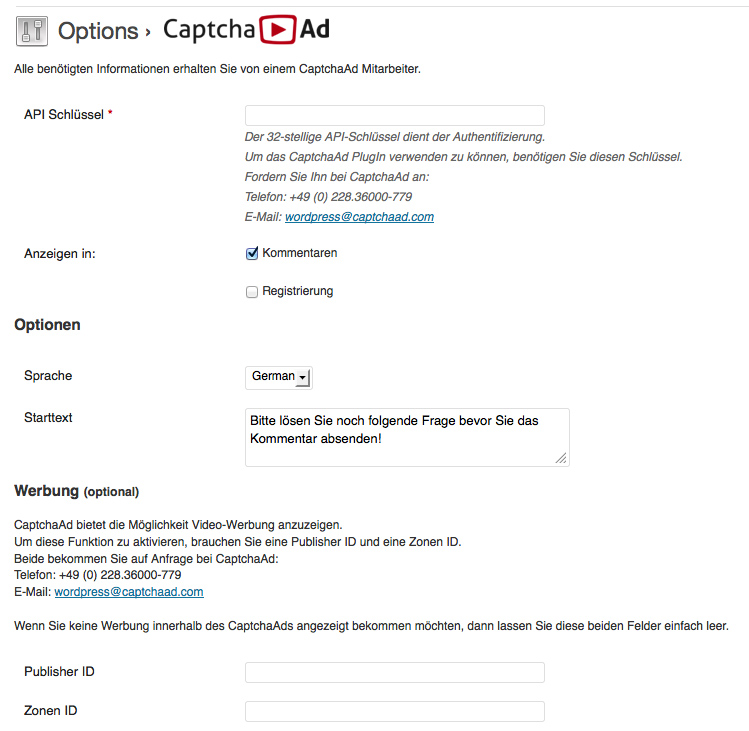 Options › Captcha Ad
Alle benötigten Informationen erhalten Sie von einem CaptchaAd Mitarbeiter.
API Schlüssel *
Der 32-stellige API-Schlüssel dient der Authentifizierung.
Um das CaptchaAd PlugIn verwenden zu können, benötigen Sie diesen Schlüssel.
Fordern Sie Ihn bei CaptchaAd an:
Telefon: +49 (0) 228.36000-779
E-Mail: wordpress@captchaad.com
Anzeigen in:
Kommentaren
Registrierung
Optionen
Sprache
German
Starttext
Bitte lösen Sie noch folgende Frage bevor Sie das
Kommentar absenden!
Werbung (optional)
CaptchaAd bietet die Möglichkeit Video-Werbung anzuzeigen.
Um diese Funktion zu aktivieren, brauchen Sie eine Publisher ID und eine Zonen ID.
Beide bekommen Sie auf Anfrage bei CaptchaAd:
Telefon: +49 (0) 228.36000-779
E-Mail: wordpress@captchaad.com
Wenn Sie keine Werbung innerhalb des CaptchaAds angezeigt bekommen möchten, dann lassen Sie diese beiden Felder einfach leer.
Publisher ID
Zonen ID